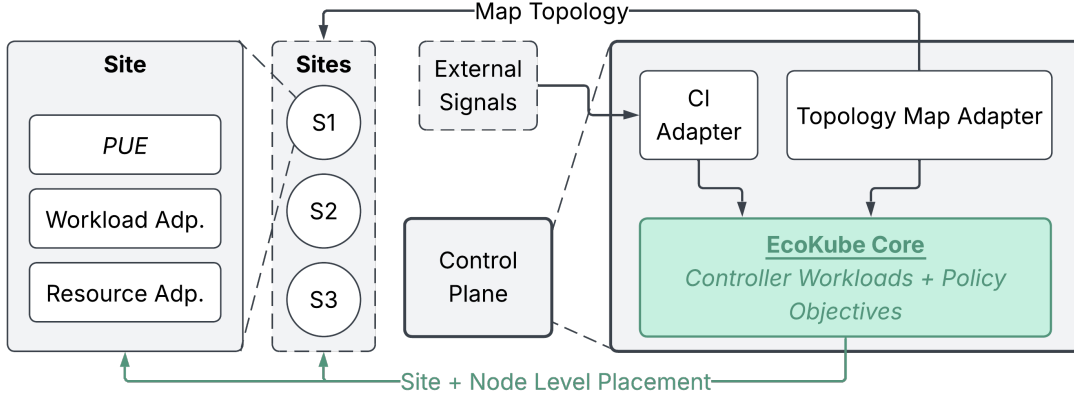 Map Topology
Site
PUE
Workload Adp.
Resource Adp.
Sites
S1
S2
S3
External
Signals
Control
Plane
CI
Adapter
Topology Map Adapter
EcoKube Core
Controller Workloads + Policy
Objectives
Site + Node Level Placement